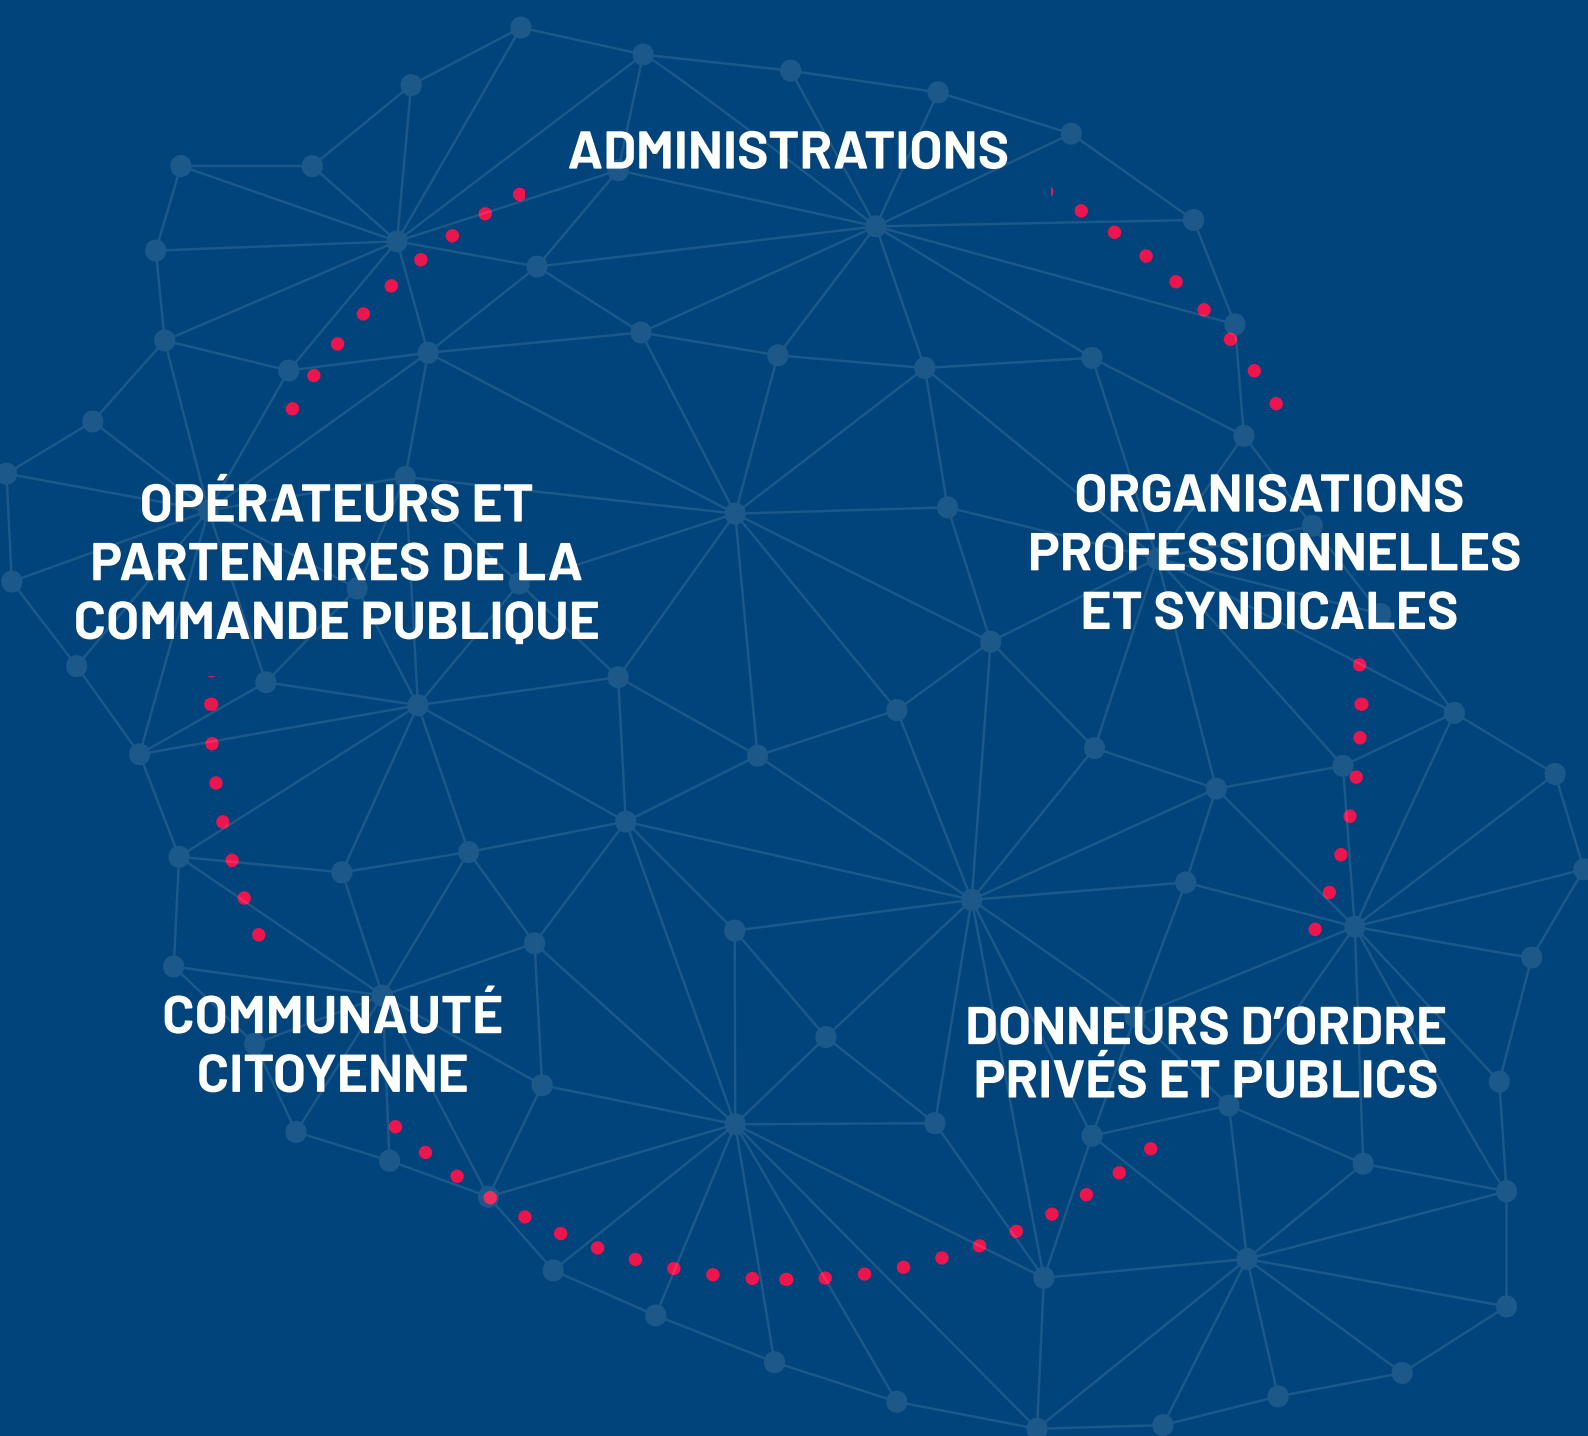 ADMINISTRATIONS
OPÉRATEURS ET
PARTENAIRES DE LA
COMMANDE PUBLIQUE
ORGANISATIONS
PROFESSIONNELLES
ET SYNDICALES
COMMUNAUTÉ
CITOYENNE
DONNEURS D’ORDRE
PRIVÉS ET PUBLICS